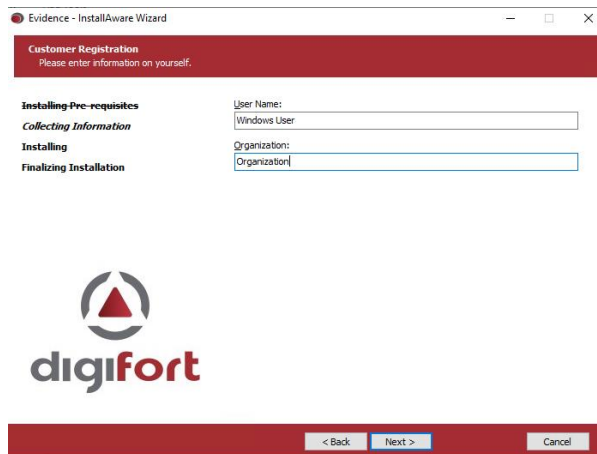 Evidence - InstallAware Wizard
Customer Registration
Please enter information on yourself.
Installing Pre-requisites
Collecting Information
Installing
Finalizing Installation
User Name:
Windows User
Organization:
Organization
digifort
< Back
Next >
Cancel